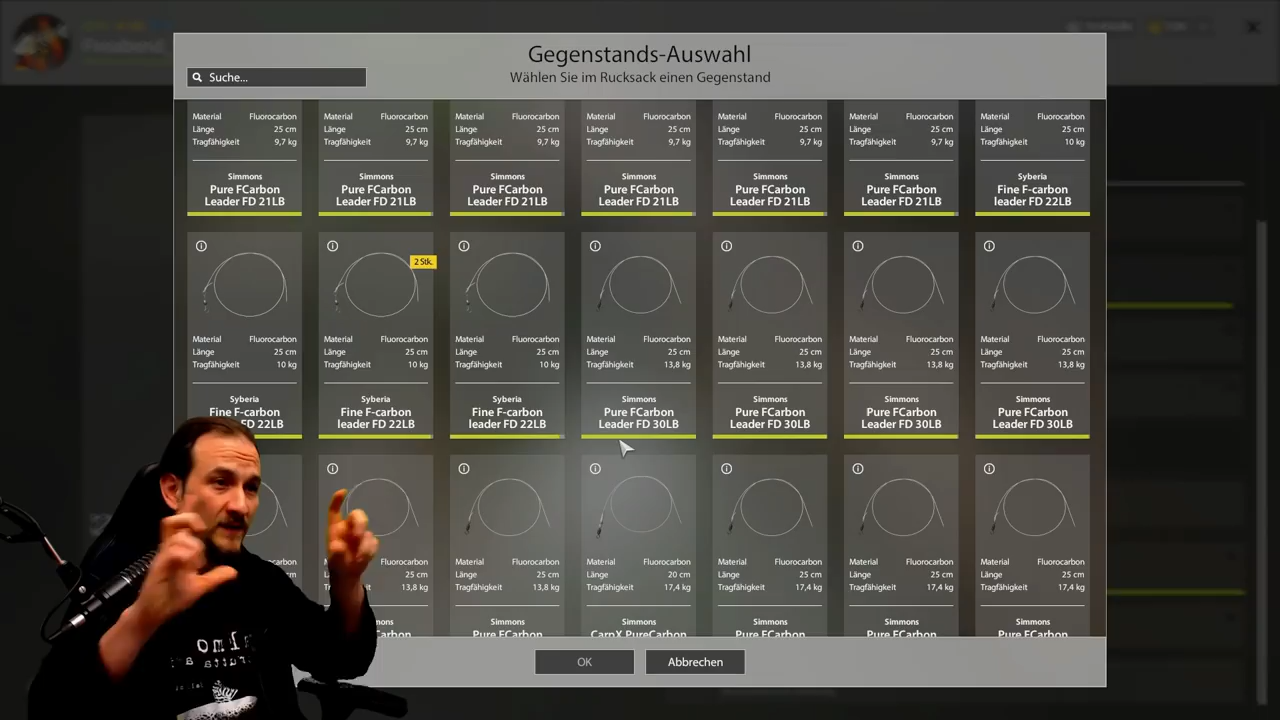 Gegenstands-Auswahl
Suche...
Wählen Sie im Rucksack einen Gegenstand
Material Fluorocarbon Material Fluorocarbon Material Fluorocarbon Material Fluorocarbon Material Fluorocarbon Material Fluorocarbon Material Fluorocarbon
Länge 25 cm Länge 25 cm Länge 25 cm Länge 25 cm Länge 25 cm Länge 25 cm Länge 25 cm
Tragfähigkeit 9,7 kg Tragfähigkeit 9,7 kg Tragfähigkeit 9,7 kg Tragfähigkeit 9,7 kg Tragfähigkeit 9,7 kg Tragfähigkeit 9,7 kg Tragfähigkeit 10 kg
Simmons Simmons Simmons Simmons Simmons Simmons Syberia
Pure FCarbon Pure FCarbon Pure FCarbon Pure FCarbon Pure FCarbon Pure FCarbon Fine F-carbon
Leader FD 21LB Leader FD 21LB Leader FD 21LB Leader FD 21LB Leader FD 21LB Leader FD 21LB leader FD 22LB
2 Stk.
Material Fluorocarbon Material Fluorocarbon Material Fluorocarbon Material Fluorocarbon Material Fluorocarbon Material Fluorocarbon Material Fluorocarbon
Länge 25 cm Länge 25 cm Länge 25 cm Länge 25 cm Länge 25 cm Länge 25 cm Länge 25 cm
Tragfähigkeit 10 kg Tragfähigkeit 10 kg Tragfähigkeit 10 kg Tragfähigkeit 13,8 kg Tragfähigkeit 13,8 kg Tragfähigkeit 13,8 kg Tragfähigkeit 13,8 kg
Syberia Syberia Syberia Simmons Simmons Simmons Simmons
Fine F-carbon Fine F-carbon Fine F-carbon Pure FCarbon Pure FCarbon Pure FCarbon Pure FCarbon
FD 22LB leader FD 22LB leader FD 22LB Leader FD 30LB Leader FD 30LB Leader FD 30LB Leader FD 30LB
Fluorocarbon Material Fluorocarbon Material Fluorocarbon Material Fluorocarbon Material Fluorocarbon Material Fluorocarbon
25 cm Länge 25 cm Länge 20 cm Länge 25 cm Länge 25 cm Länge 25 cm
13,8 kg Tragfähigkeit 13,8 kg Tragfähigkeit 17,4 kg Tragfähigkeit 17,4 kg Tragfähigkeit 17,4 kg Tragfähigkeit 17,4 kg
Simmons Simmons Simmons Simmons Simmons
Pure FCarbon CarpX PureCarbon Pure FCarbon Pure FCarbon Pure FCarbon
OK Abbrechen